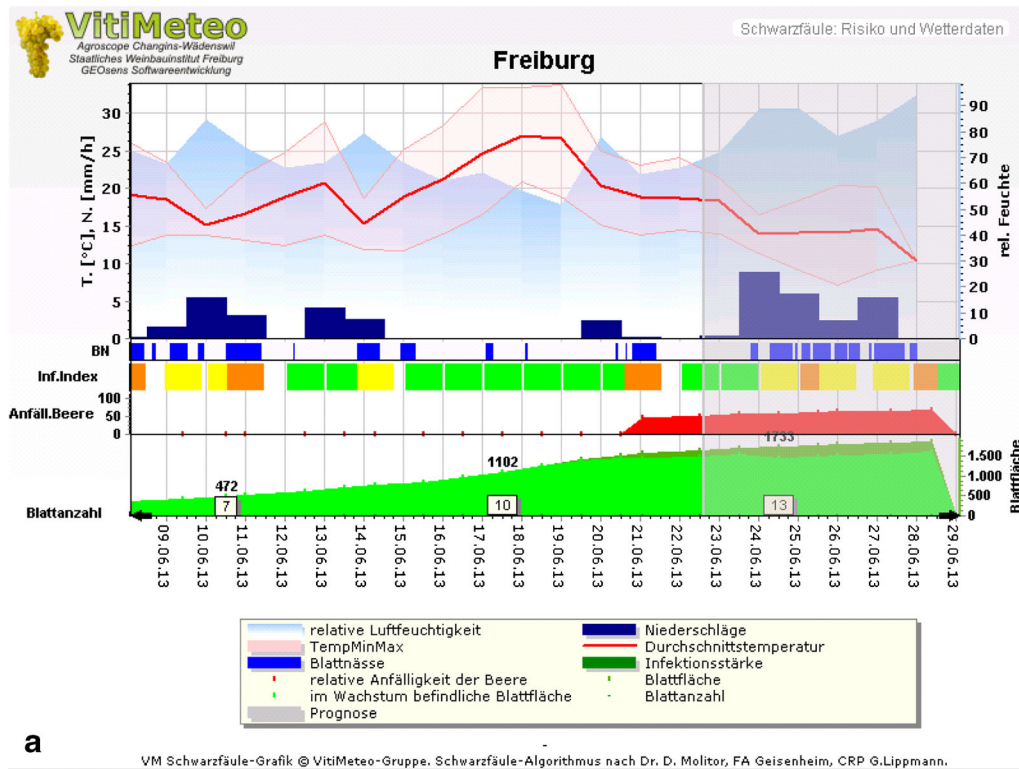 VitiMeteo
Agroscope Changins-Wädenswil
Staatliches Weinbauinstitut Freiburg
GEOsens Softwareentwicklung
Schwarzfäule: Risiko und Wetterdaten
Freiburg
T. [°C], N. [mm/h]
30
25
20
15
10
5
0
90
80
70
60
50
40
30
20
10
0
rel. Feuchte
BN
Inf.Index
Anfäll.Beere
100
50
0
Blattanzahl
472
7
1102
10
1733
13
1.500
1.000
500
0
Blattfläche
09.06.13
10.06.13
11.06.13
12.06.13
13.06.13
14.06.13
15.06.13
16.06.13
17.06.13
18.06.13
19.06.13
20.06.13
21.06.13
22.06.13
23.06.13
24.06.13
25.06.13
26.06.13
27.06.13
28.06.13
29.06.13
relative Luftfeuchtigkeit
TempMinMax
Blattnässe
relative Anfälligkeit der Beere
im Wachstum befindliche Blattfläche
Prognose
Niederschläge
Durchschnittstemperatur
Infektionsstärke
Blattfläche
Blattanzahl
a
-
VM Schwarzfäule-Grafik © VitiMeteo-Gruppe. Schwarzfäule-Algorithmus nach Dr. D. Molitor, FA Geisenheim, CRP G.Lippmann.